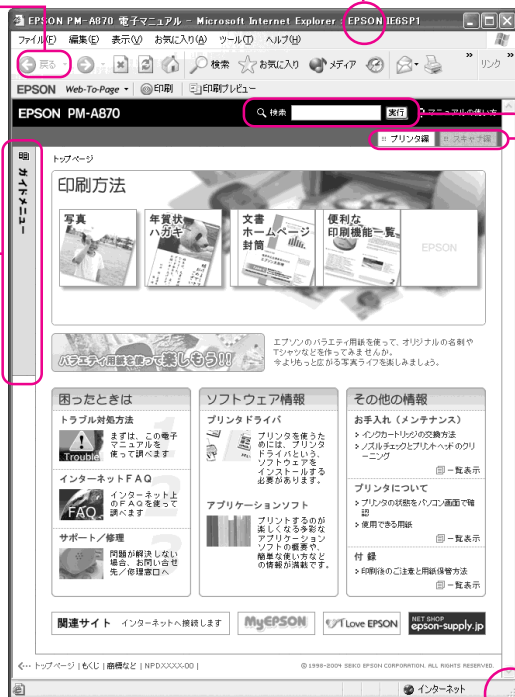 EPSON PM-A870 電子マニュアル - Microsoft Internet Explorer : EPSON IE6SP1
ファイル(F) 編集(E) 表示(V) お気に入り(A) ツール(T) ヘルプ(H)
戻る 検索 お気に入り メディア リンク
EPSON Web-To-Page 印刷 印刷プレビュー
EPSON PM-A870 検索 実行 マニュアルの使い方
プリンタ編 スキャナ編
ガイドメニュー
トップページ
印刷方法
写真
年賀状
ハガキ
文書
ホームページ
封筒
便利な
印刷機能一覧
EPSON
バラエティ用紙を使って楽しもう!!
エプソンのバラエティ用紙を使って、オリジナルの名刺や
Tシャツなどを作ってみませんか。
今よりもっと広がる写真ライフを楽しみましょう。
困ったときは
トラブル対処方法
Trouble
まずは、この電子
マニュアルを
使って調べます
インターネットFAQ
FAQ
インターネット上
のFAQを使って
調べます
サポート/修理
問題が解決しない
場合、お問い合せ
先/修理窓口へ
ソフトウェア情報
プリンタドライバ
プリンタを使うた
めには、プリンタ
ドライバという、
ソフトウェアを
インストールする
必要があります。
アプリケーションソフト
プリントするのが
楽しくなる多彩な
アプリケーション
ソフトの概要や、
簡単な使い方など
の情報が満載です。
その他の情報
お手入れ(メンテナンス)
> インクカートリッジの交換方法
> ノズルチェックとプリントヘッドのクリ
ーニング
一覧表示
プリンタについて
> プリンタの状態をパソコン画面で確
認
> 使用できる用紙
一覧表示
付 録
> 印刷後のご注意と用紙保管方法
一覧表示
関連サイト インターネットへ接続します
MyEPSON
I Love EPSON
NET SHOP
epson-supply.jp
トップページ | もくじ | 商標など | NPDXXXX-00 |
© 1998-2004 SEIKO EPSON CORPORATION. ALL RIGHTS RESERVED.
インターネット